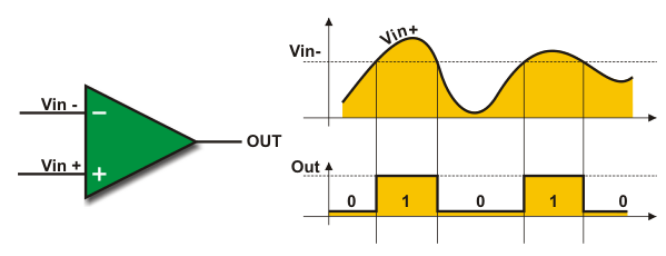 Vin -
−
Vin +
+
OUT
Vin-
Vin+
Out
0 1 0 1 0